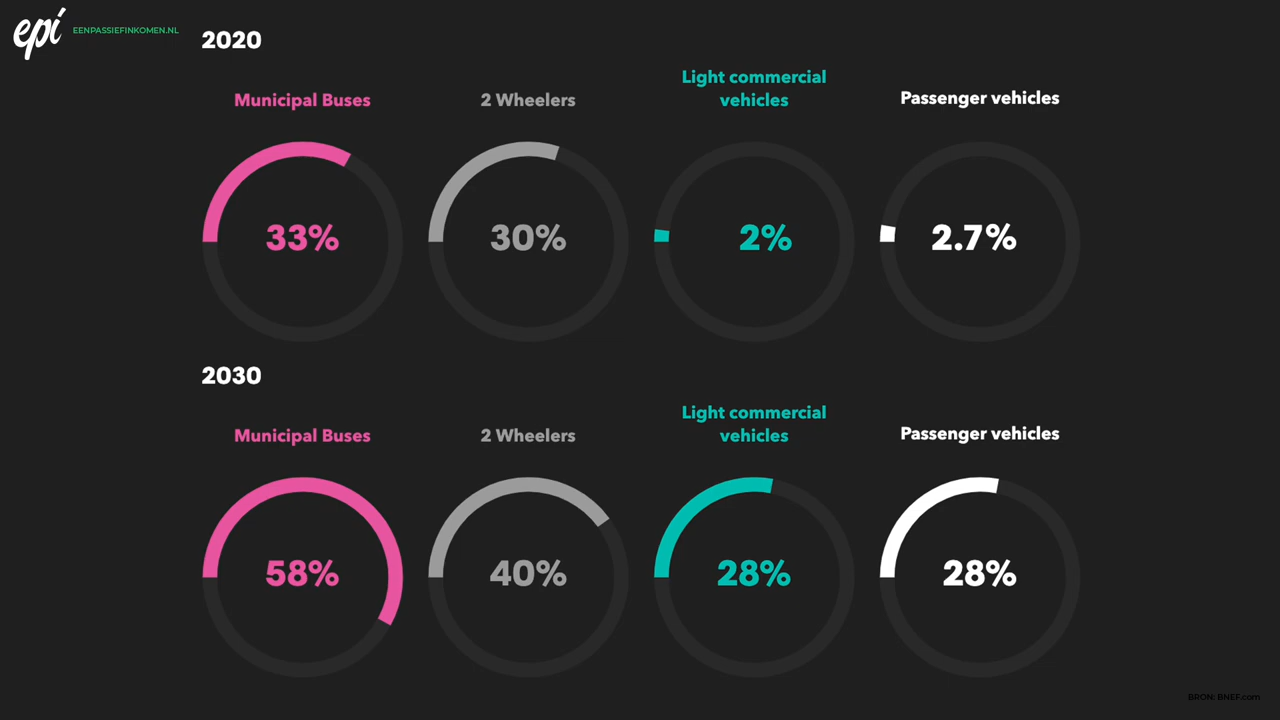 epi
EENPASSIEFINKOMEN.NL
2020
Municipal Buses
2 Wheelers
Light commercial
vehicles
Passenger vehicles
33%
30%
2%
2.7%
2030
Municipal Buses
2 Wheelers
Light commercial
vehicles
Passenger vehicles
58%
40%
28%
28%
BRON: BNEF.com